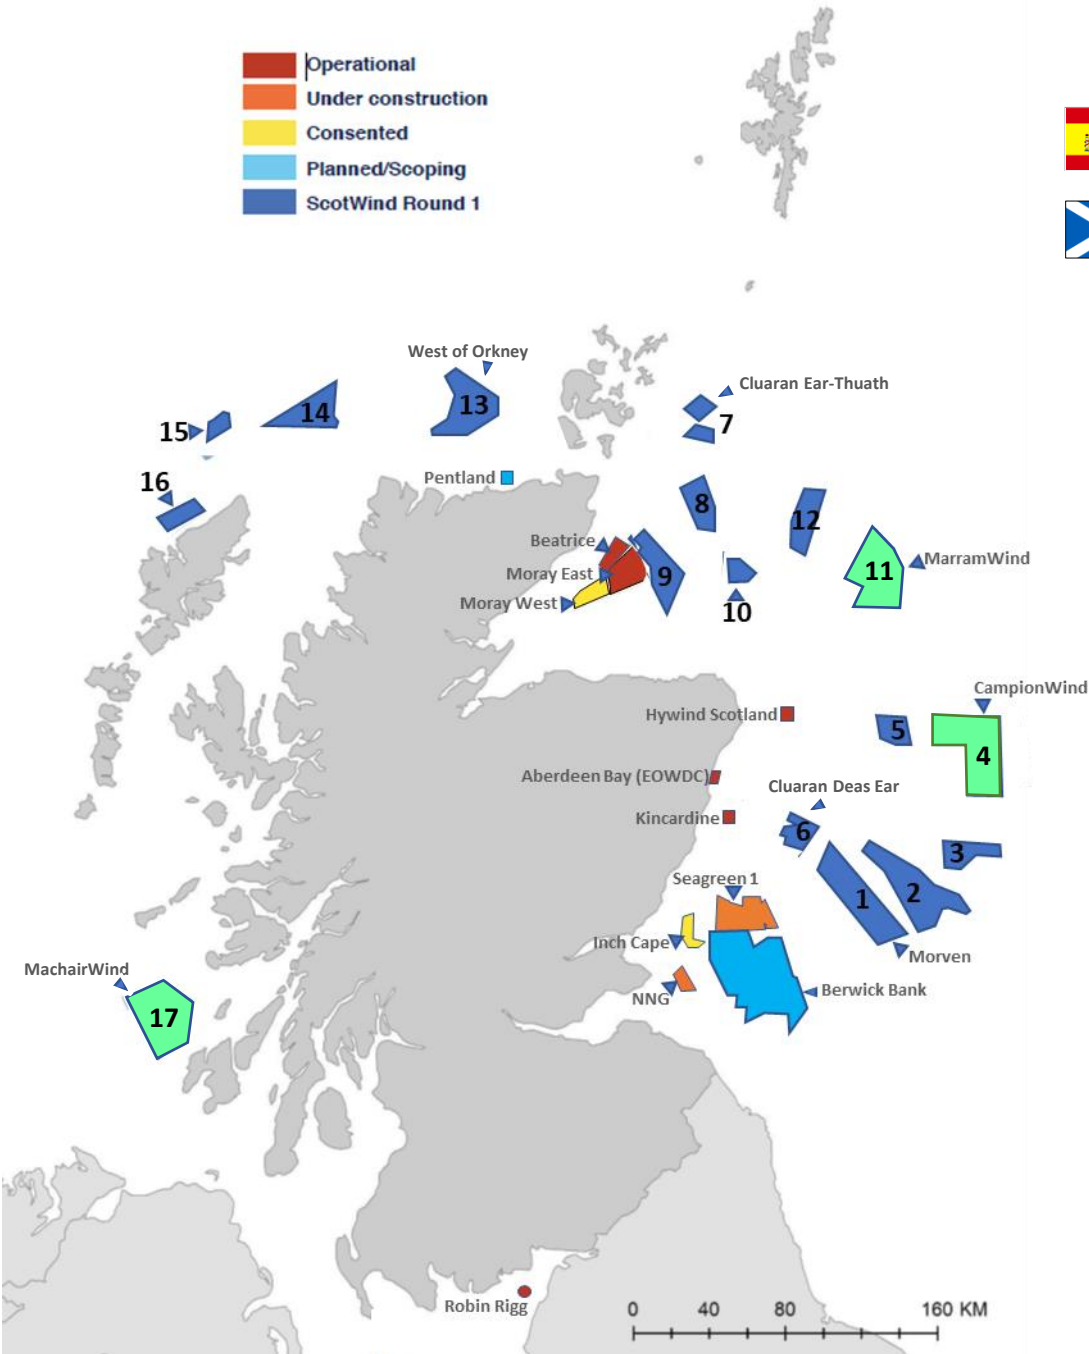 Operational
Under construction
Consented
Planned/Scoping
ScotWind Round 1
West of Orkney
Cluaran Ear-Thuath
13
14
15
7
16
Pentland
8
12
Beatrice
Moray East
Moray West
9
10
11
MarramWind
CampionWind
Hywind Scotland
5
4
Aberdeen Bay (EOWDC)
Cluaran Deas Ear
Kincardine
6
3
Seagreen 1
1
2
Inch Cape
Morven
MachairWind
NNG
Berwick Bank
17
Robin Rigg
0 40 80 160 KM